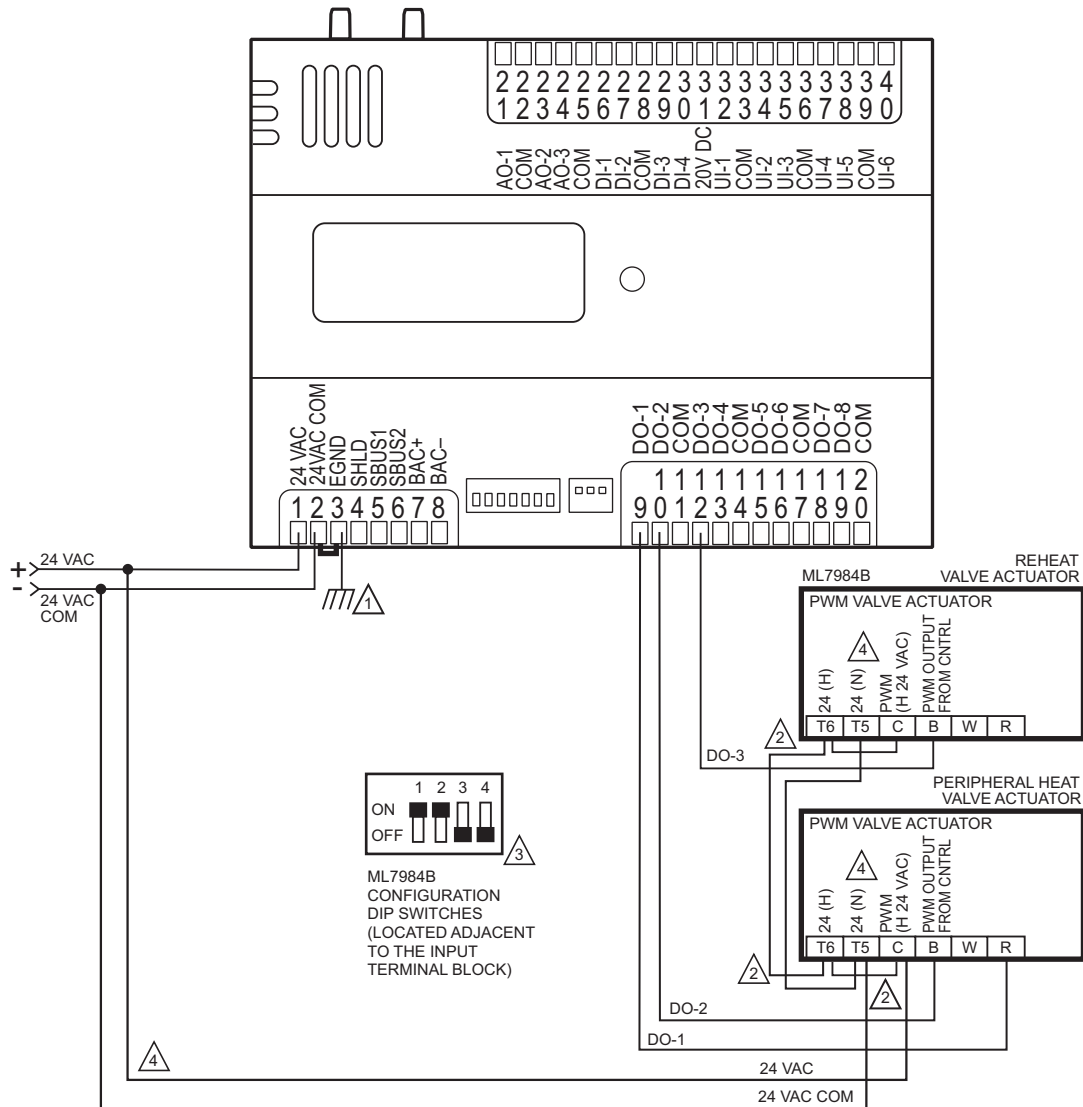 2 2 2 2 2 2 2 2 2 3 3 3 3 3 3 3 3 3 3 4
1 2 3 4 5 6 7 8 9 0 1 2 3 4 5 6 7 8 9 0
AO-1
COM
AO-2
AO-3
COM
DI-1
DI-2
COM
DI-3
DI-4
20V DC
UI-1
COM
UI-2
UI-3
COM
UI-4
UI-5
COM
UI-6
24 VAC
24VAC COM
EGND
SHLD
SBUS1
SBUS2
BAC+
BAC–
1 2 3 4 5 6 7 8
DO-1
DO-2
COM
DO-3
DO-4
COM
DO-5
DO-6
COM
DO-7
DO-8
COM
1 1 1 1 1 1 1 1 1 1 2
9 0 1 2 3 4 5 6 7 8 9 0
+ 24 VAC
- 24 VAC
COM
1
REHEAT
VALVE ACTUATOR
ML7984B
PWM VALVE ACTUATOR
4
24 (H)
24 (N)
PWM
(H 24 VAC)
PWM OUTPUT
FROM CNTRL
T6 T5 C B W R
2
DO-3
PERIPHERAL HEAT
VALVE ACTUATOR
PWM VALVE ACTUATOR
4
24 (H)
24 (N)
PWM
(H 24 VAC)
PWM OUTPUT
FROM CNTRL
T6 T5 C B W R
2
2
DO-2
DO-1
1 2 3 4
ON
OFF
3
ML7984B
CONFIGURATION
DIP SWITCHES
(LOCATED ADJACENT
TO THE INPUT
TERMINAL BLOCK)
4
24 VAC
24 VAC COM